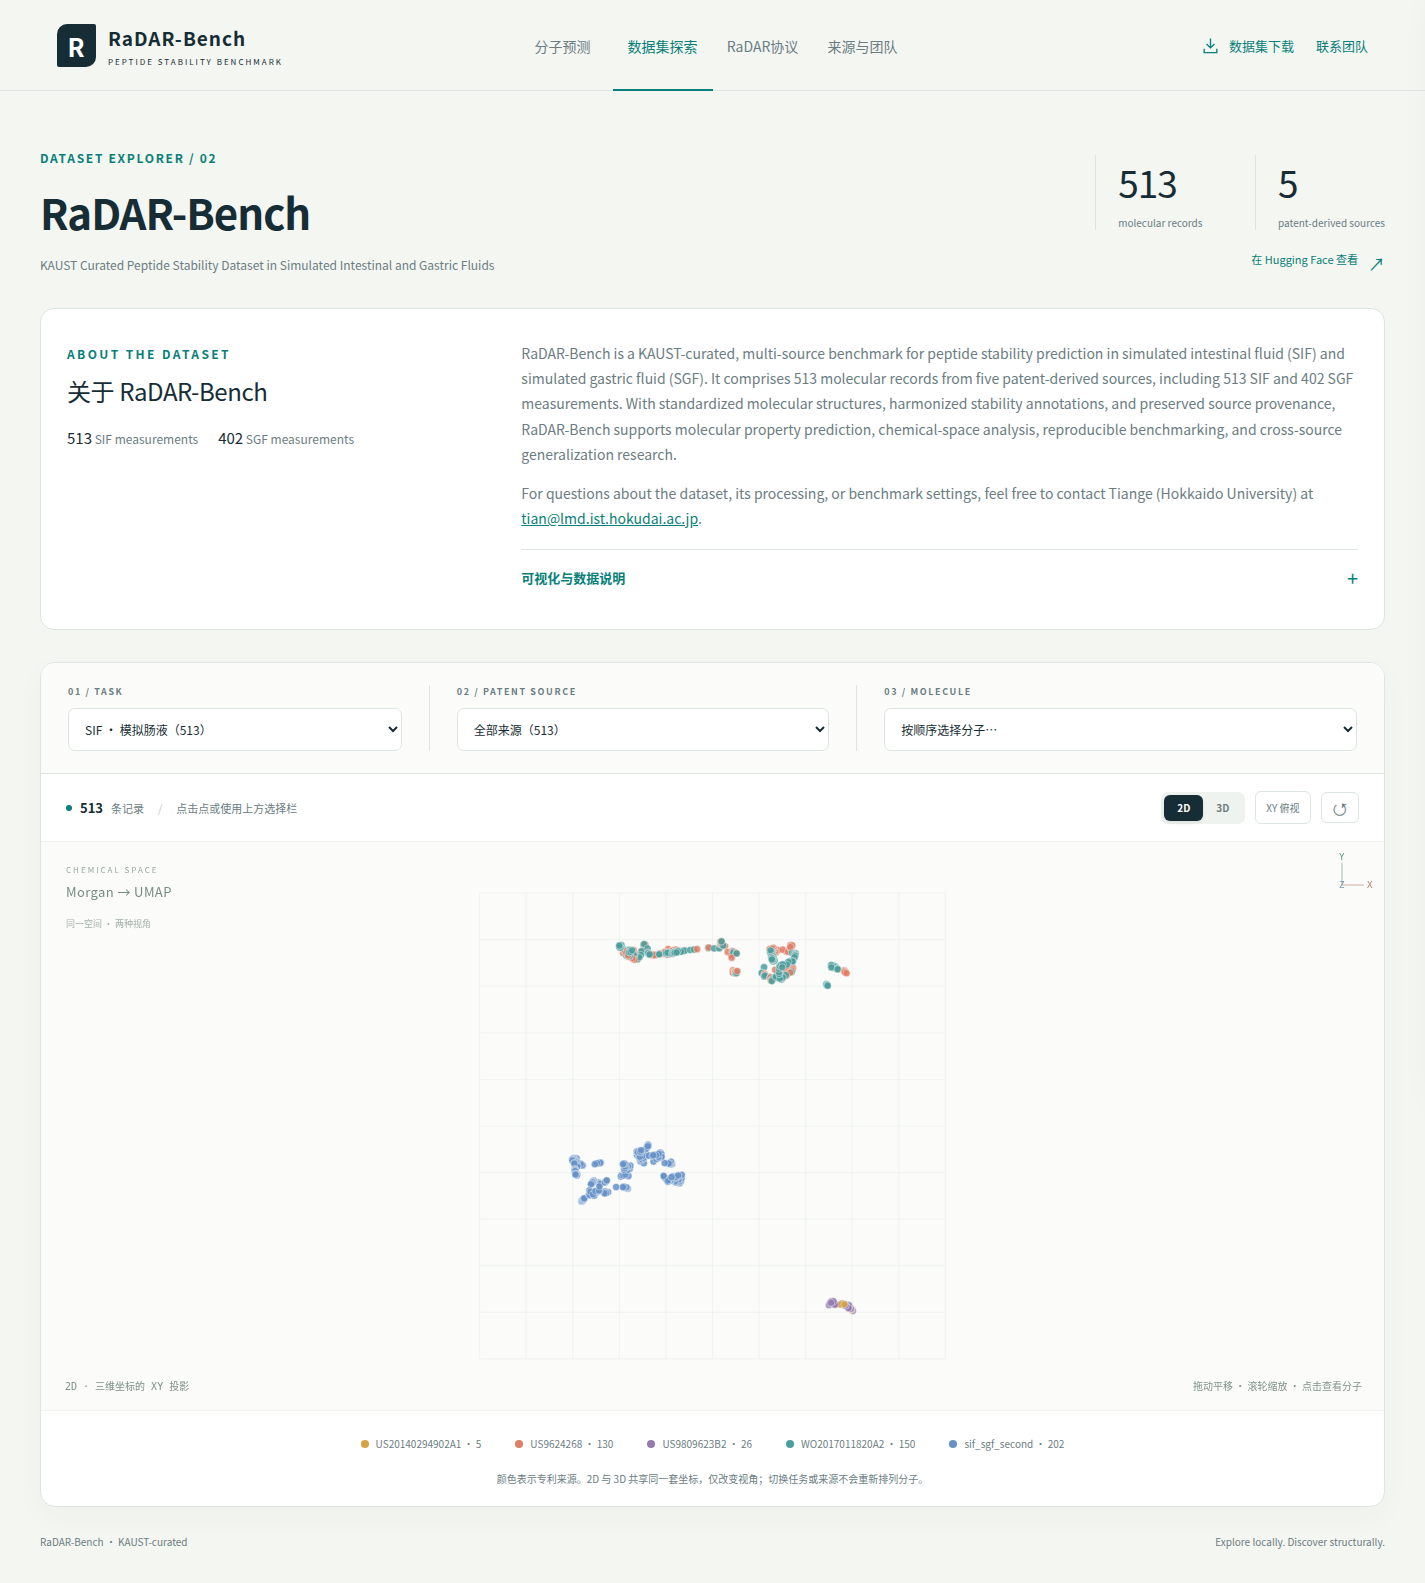 R
RaDAR-Bench
PEPTIDE STABILITY BENCHMARK
分子预测
数据集探索
RaDAR协议
来源与团队
数据集下载
联系团队
DATASET EXPLORER / 02
RaDAR-Bench
KAUST Curated Peptide Stability Dataset in Simulated Intestinal and Gastric Fluids
513
molecular records
5
patent-derived sources
在 Hugging Face 查看 ↗
ABOUT THE DATASET
关于 RaDAR-Bench
513 SIF measurements 402 SGF measurements
RaDAR-Bench is a KAUST-curated, multi-source benchmark for peptide stability prediction in simulated intestinal fluid (SIF) and
simulated gastric fluid (SGF). It comprises 513 molecular records from five patent-derived sources, including 513 SIF and 402 SGF
measurements. With standardized molecular structures, harmonized stability annotations, and preserved source provenance,
RaDAR-Bench supports molecular property prediction, chemical-space analysis, reproducible benchmarking, and cross-source
generalization research.
For questions about the dataset, its processing, or benchmark settings, feel free to contact Tiange (Hokkaido University) at
tian@lmd.ist.hokudai.ac.jp.
可视化与数据说明 +
01 / TASK
SIF · 模拟肠液（513）
02 / PATENT SOURCE
全部来源（513）
03 / MOLECULE
按顺序选择分子…
513 条记录 / 点击点或使用上方选择栏
2D 3D XY 俯视
CHEMICAL SPACE
Morgan → UMAP
同一空间 · 两种视角
Y
Z X
2D · 三维坐标的 XY 投影
拖动平移 · 滚轮缩放 · 点击查看分子
US20140294902A1 · 5
US9624268 · 130
US9809623B2 · 26
WO2017011820A2 · 150
sif_sgf_second · 202
颜色表示专利来源。2D 与 3D 共享同一套坐标，仅改变视角；切换任务或来源不会重新排列分子。
RaDAR-Bench · KAUST-curated
Explore locally. Discover structurally.